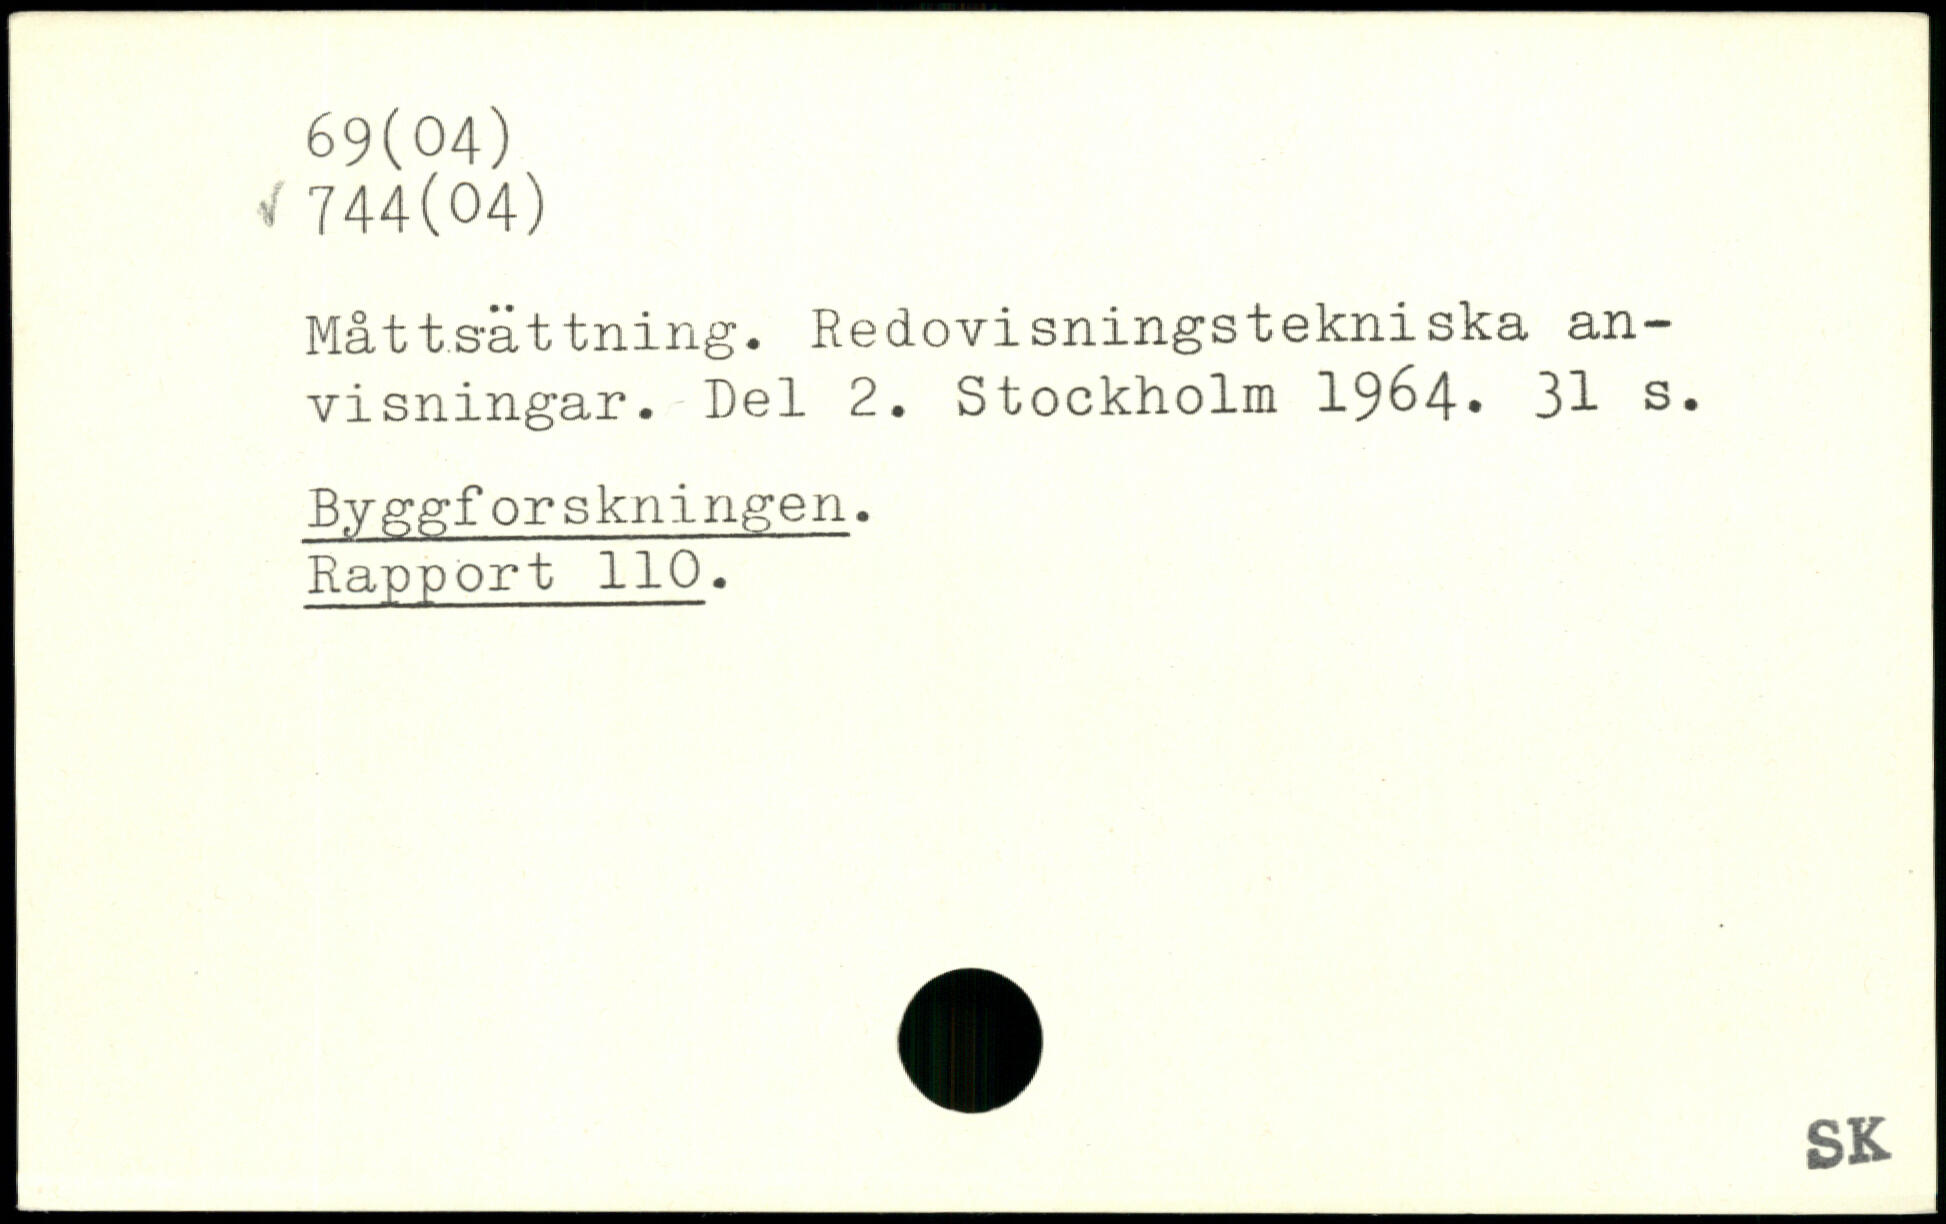 69(04)
✓ 744(04)
Måttsättning. Redovisningstekniska an-
visningar. Del 2. Stockholm 1964. 31 s.
Byggforskningen.
Rapport 110.
SK